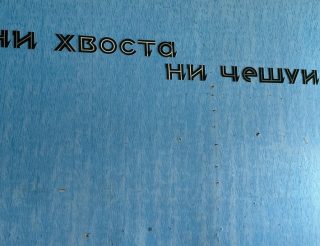 ни хвоста
ни чешуи